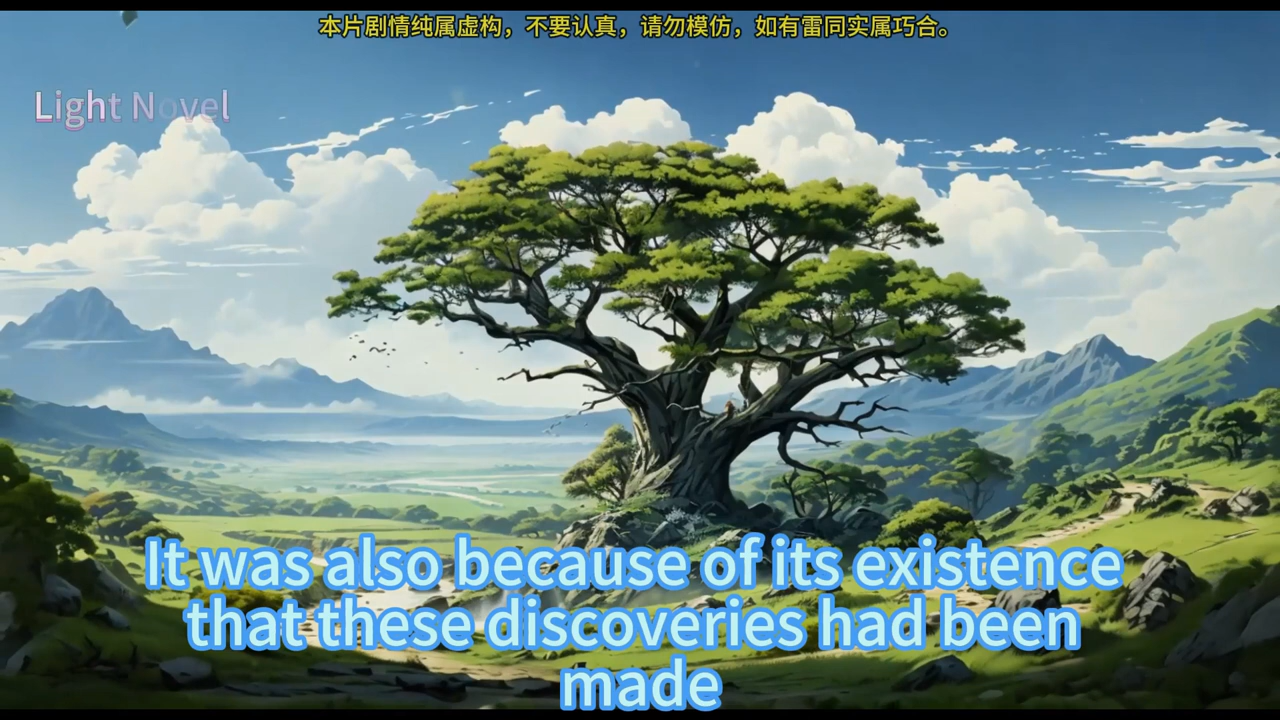 本片剧情纯属虚构，不要认真，请勿模仿，如有雷同实属巧合。
Light Novel
It was also because of its existence
that these discoveries had been
made